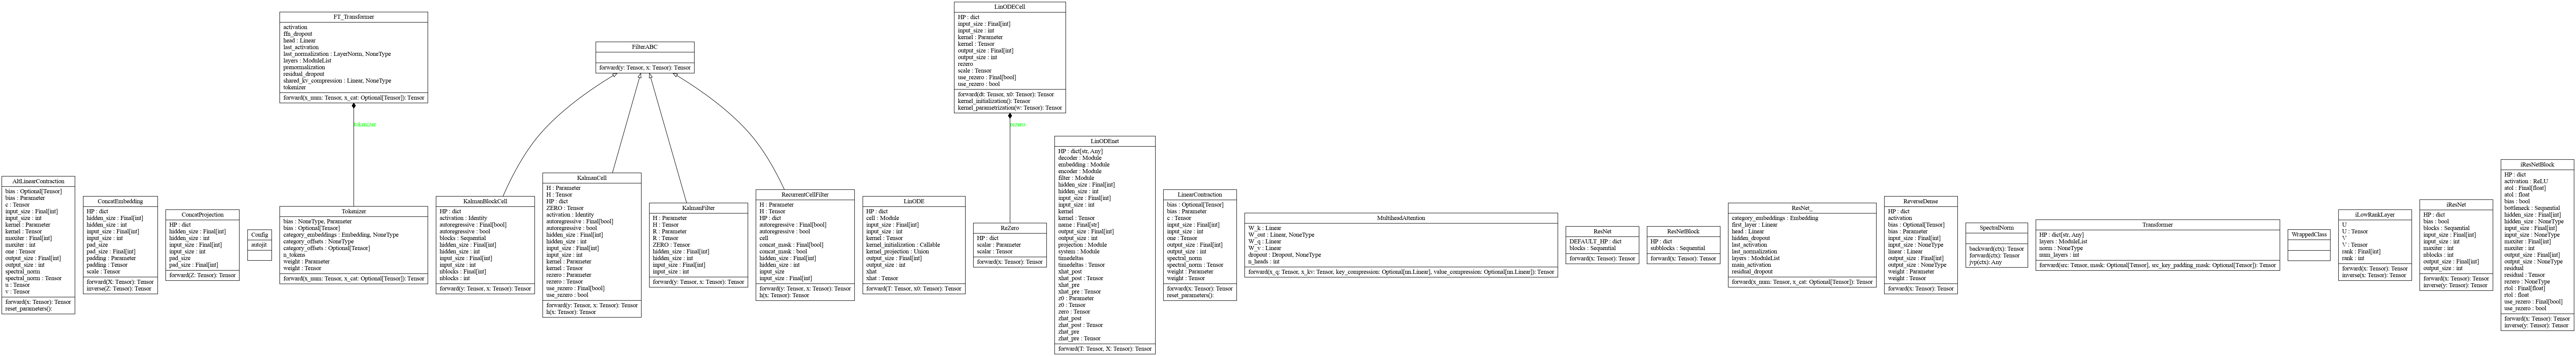 FT_Transformer
activation
ffn_dropout
head : Linear
last_activation
last_normalization : LayerNorm, NoneType
layers : ModuleList
prenormalization
residual_dropout
shared_kv_compression : Linear, NoneType
tokenizer
forward(x_num: Tensor, x_cat: Optional[Tensor]): Tensor
tokenizer
FilterABC
forward(y: Tensor, x: Tensor): Tensor
LinODECell
HP : dict
input_size : Final[int]
input_size : int
kernel : Parameter
kernel : Tensor
output_size : Final[int]
output_size : int
rezero
scale : Tensor
use_rezero : Final[bool]
use_rezero : bool
forward(dt: Tensor, x0: Tensor): Tensor
kernel_initialization(): Tensor
kernel_parametrization(w: Tensor): Tensor
rezero
AltLinearContraction
bias : Optional[Tensor]
bias : Parameter
c : Tensor
input_size : Final[int]
input_size : int
kernel : Parameter
kernel : Tensor
maxiter : Final[int]
maxiter : int
one : Tensor
output_size : Final[int]
output_size : int
spectral_norm
spectral_norm : Tensor
u : Tensor
v : Tensor
forward(x: Tensor): Tensor
reset_parameters():
ConcatEmbedding
HP : dict
hidden_size : Final[int]
hidden_size : int
input_size : Final[int]
input_size : int
pad_size
pad_size : Final[int]
padding : Parameter
padding : Tensor
scale : Tensor
forward(X: Tensor): Tensor
inverse(Z: Tensor): Tensor
ConcatProjection
HP : dict
hidden_size : Final[int]
hidden_size : int
input_size : Final[int]
input_size : int
pad_size
pad_size : Final[int]
forward(Z: Tensor): Tensor
Config
autojit
Tokenizer
bias : NoneType, Parameter
bias : Optional[Tensor]
category_embeddings : Embedding, NoneType
category_offsets : NoneType
category_offsets : Optional[Tensor]
n_tokens
weight : Parameter
weight : Tensor
forward(x_num: Tensor, x_cat: Optional[Tensor]): Tensor
KalmanBlockCell
HP : dict
activation : Identity
autoregressive : Final[bool]
autoregressive : bool
blocks : Sequential
hidden_size : Final[int]
hidden_size : int
input_size : Final[int]
input_size : int
nblocks : Final[int]
nblocks : int
forward(y: Tensor, x: Tensor): Tensor
KalmanCell
H : Parameter
H : Tensor
HP : dict
ZERO : Tensor
activation : Identity
autoregressive : Final[bool]
autoregressive : bool
hidden_size : Final[int]
hidden_size : int
input_size : Final[int]
input_size : int
kernel : Parameter
kernel : Tensor
rezero : Parameter
rezero : Tensor
use_rezero : Final[bool]
use_rezero : bool
forward(y: Tensor, x: Tensor): Tensor
h(x: Tensor): Tensor
KalmanFilter
H : Parameter
H : Tensor
R : Parameter
R : Tensor
ZERO : Tensor
hidden_size : Final[int]
hidden_size : int
input_size : Final[int]
input_size : int
forward(y: Tensor, x: Tensor): Tensor
RecurrentCellFilter
H : Parameter
H : Tensor
HP : dict
autoregressive : Final[bool]
autoregressive : bool
cell
concat_mask : Final[bool]
concat_mask : bool
hidden_size : Final[int]
hidden_size : int
input_size
input_size : Final[int]
forward(y: Tensor, x: Tensor): Tensor
h(x: Tensor): Tensor
LinODE
HP : dict
cell : Module
input_size : Final[int]
input_size : int
kernel : Tensor
kernel_initialization : Callable
kernel_projection : Union
output_size : Final[int]
output_size : int
xhat
xhat : Tensor
forward(T: Tensor, x0: Tensor): Tensor
ReZero
HP : dict
scalar : Parameter
scalar : Tensor
forward(x: Tensor): Tensor
LinODEnet
HP : dict[str, Any]
decoder : Module
embedding : Module
encoder : Module
filter : Module
hidden_size : Final[int]
hidden_size : int
input_size : Final[int]
input_size : int
kernel
kernel : Tensor
name : Final[str]
output_size : Final[int]
output_size : int
projection : Module
system : Module
timedeltas
timedeltas : Tensor
xhat_post
xhat_post : Tensor
xhat_pre
xhat_pre : Tensor
z0 : Parameter
z0 : Tensor
zero : Tensor
zhat_post
zhat_post : Tensor
zhat_pre
zhat_pre : Tensor
forward(T: Tensor, X: Tensor): Tensor
LinearContraction
bias : Optional[Tensor]
bias : Parameter
c : Tensor
input_size : Final[int]
input_size : int
one : Tensor
output_size : Final[int]
output_size : int
spectral_norm
spectral_norm : Tensor
weight : Parameter
weight : Tensor
forward(x: Tensor): Tensor
reset_parameters():
MultiheadAttention
W_k : Linear
W_out : Linear, NoneType
W_q : Linear
W_v : Linear
dropout : Dropout, NoneType
n_heads : int
forward(x_q: Tensor, x_kv: Tensor, key_compression: Optional[nn.Linear], value_compression: Optional[nn.Linear]): Tensor
ResNet
DEFAULT_HP : dict
blocks : Sequential
forward(x: Tensor): Tensor
ResNetBlock
HP : dict
subblocks : Sequential
forward(x: Tensor): Tensor
ResNet_
category_embeddings : Embedding
first_layer : Linear
head : Linear
hidden_dropout
last_activation
last_normalization
layers : ModuleList
main_activation
residual_dropout
forward(x_num: Tensor, x_cat: Optional[Tensor]): Tensor
ReverseDense
HP : dict
activation
bias : Optional[Tensor]
bias : Parameter
input_size : Final[int]
input_size : NoneType
linear : Linear
output_size : Final[int]
output_size : NoneType
weight : Parameter
weight : Tensor
forward(x: Tensor): Tensor
SpectralNorm
backward(ctx): Tensor
forward(ctx): Tensor
jvp(ctx): Any
Transformer
HP : dict[str, Any]
layers : ModuleList
norm : NoneType
num_layers : int
forward(src: Tensor, mask: Optional[Tensor], src_key_padding_mask: Optional[Tensor]): Tensor
WrappedClass
iLowRankLayer
U
U : Tensor
V
V : Tensor
rank : Final[int]
rank : int
forward(x: Tensor): Tensor
inverse(x: Tensor): Tensor
iResNet
HP : dict
bias : bool
blocks : Sequential
input_size : Final[int]
input_size : int
maxiter : int
nblocks : int
output_size : Final[int]
output_size : int
forward(x: Tensor): Tensor
inverse(y: Tensor): Tensor
iResNetBlock
HP : dict
activation : ReLU
atol : Final[float]
atol : float
bias : bool
bottleneck : Sequential
hidden_size : Final[int]
hidden_size : NoneType
input_size : Final[int]
input_size : NoneType
maxiter : Final[int]
maxiter : int
output_size : Final[int]
output_size : NoneType
residual
residual : Tensor
rezero : NoneType
rtol : Final[float]
rtol : float
use_rezero : Final[bool]
use_rezero : bool
forward(x: Tensor): Tensor
inverse(y: Tensor): Tensor